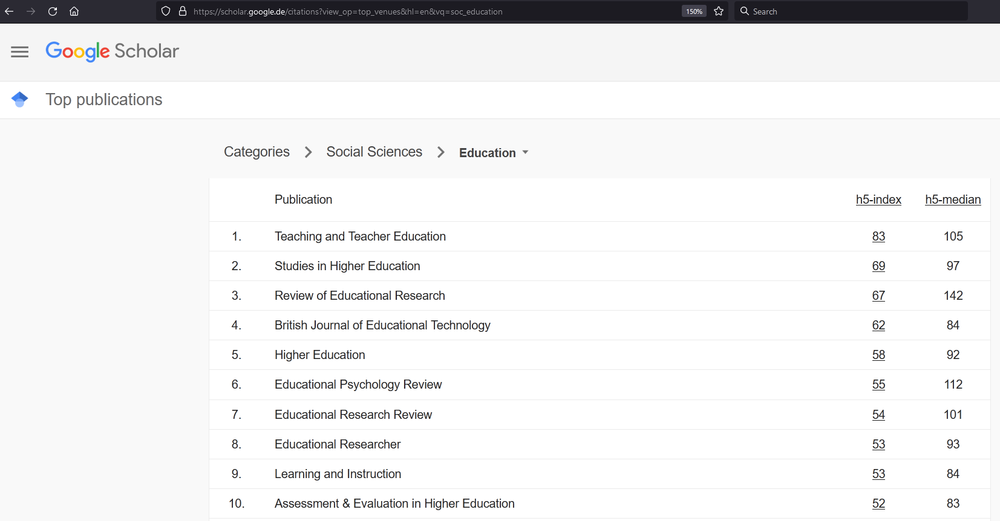 https://scholar.google.de/citations?view_op=top_venues&hl=en&vq=soc_education 150% Search
Google Scholar
Top publications
Categories Social Sciences Education
Publication h5-index h5-median
1. Teaching and Teacher Education 83 105
2. Studies in Higher Education 69 97
3. Review of Educational Research 67 142
4. British Journal of Educational Technology 62 84
5. Higher Education 58 92
6. Educational Psychology Review 55 112
7. Educational Research Review 54 101
8. Educational Researcher 53 93
9. Learning and Instruction 53 84
10. Assessment & Evaluation in Higher Education 52 83